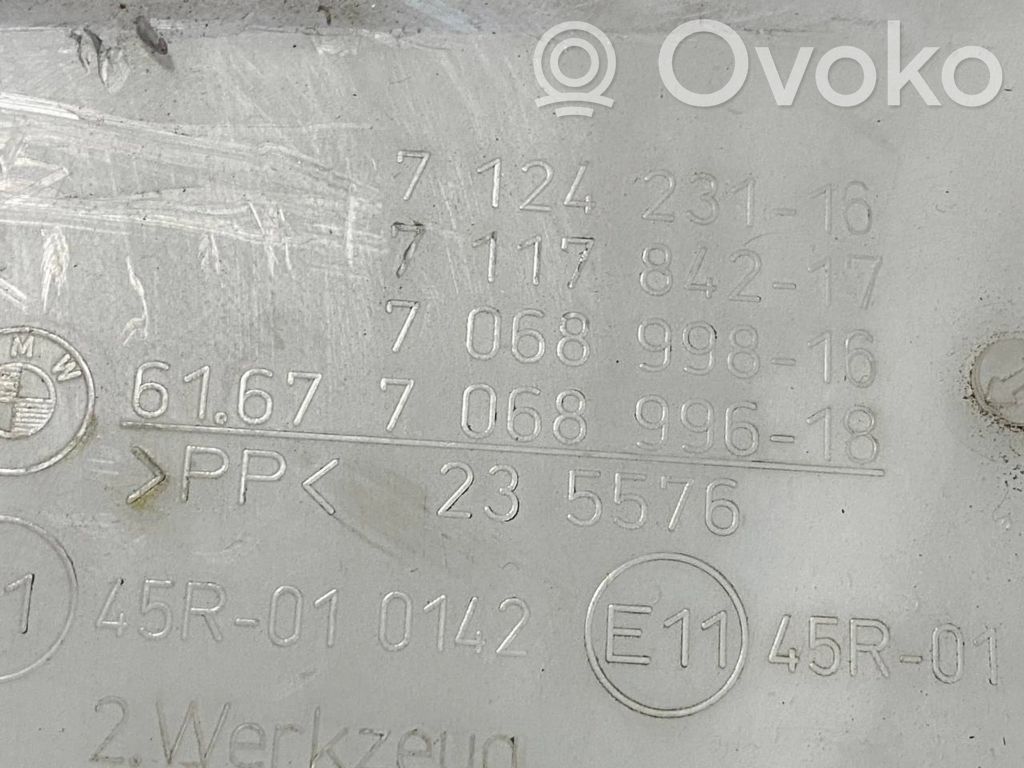 Ovoko
7 124 231-16
7 117 842-17
7 068 998-16
BMW
61.67 7 068 996-18
>PP< 23 5576
1 45R-01 0142 E11 45R-01
2.Werkzeug